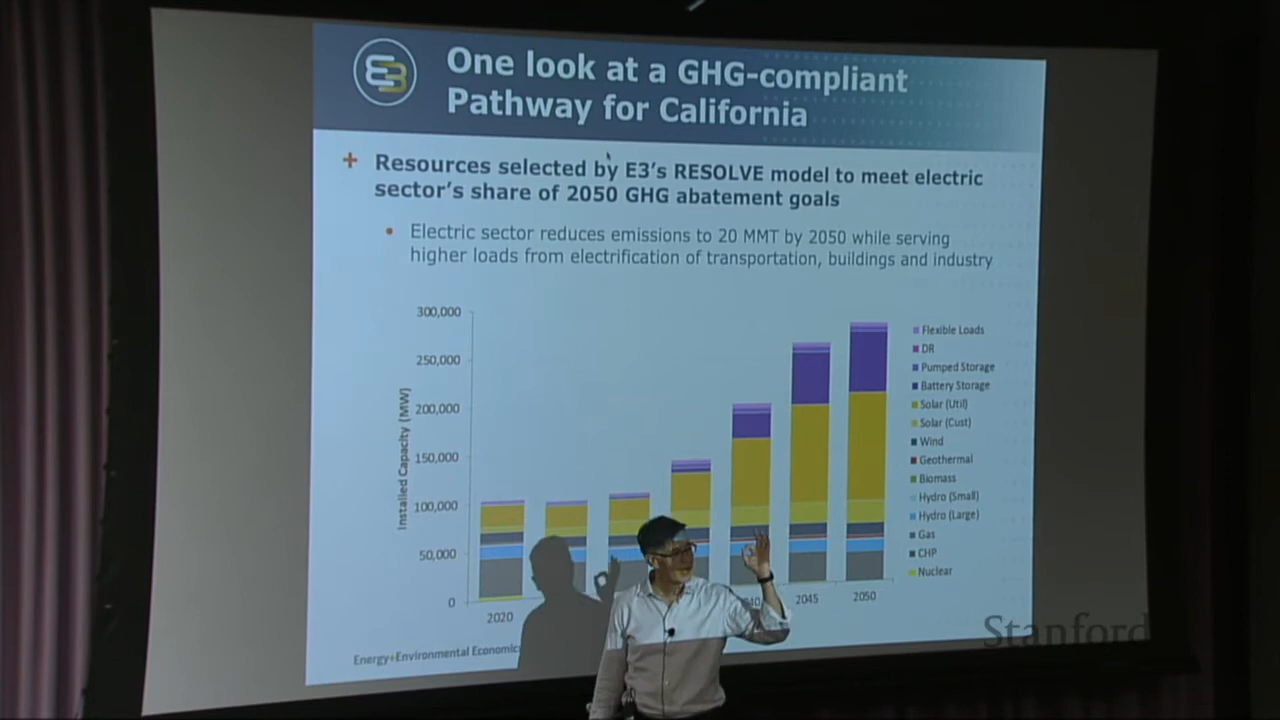 E3
One look at a GHG-compliant
Pathway for California
+ Resources selected by E3's RESOLVE model to meet electric
sector's share of 2050 GHG abatement goals
• Electric sector reduces emissions to 20 MMT by 2050 while serving
higher loads from electrification of transportation, buildings and industry
Installed Capacity (MW)
300,000
250,000
200,000
150,000
100,000
50,000
0
2020
2045
2050
Flexible Loads
DR
Pumped Storage
Battery Storage
Solar (Util)
Solar (Cust)
Wind
Geothermal
Biomass
Hydro (Small)
Hydro (Large)
Gas
CHP
Nuclear
Energy+Environmental
Stanford